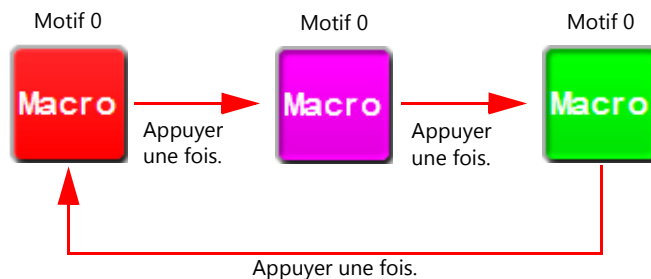 Motif 0
Motif 0
Motif 0
Macro
Macro
Macro
Appuyer
une fois.
Appuyer
une fois.
Appuyer une fois.